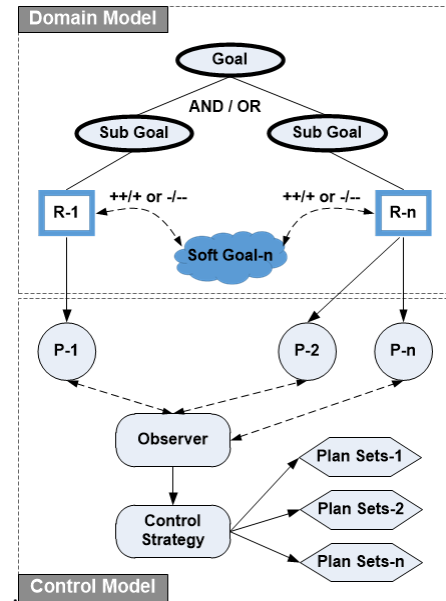 Domain Model
Goal
AND / OR
Sub Goal
Sub Goal
R-1
++/+ or -/--
++/+ or -/--
R-n
Soft Goal-n
P-1
P-2
P-n
Observer
Plan Sets-1
Control
Strategy
Plan Sets-2
Plan Sets-n
Control Model